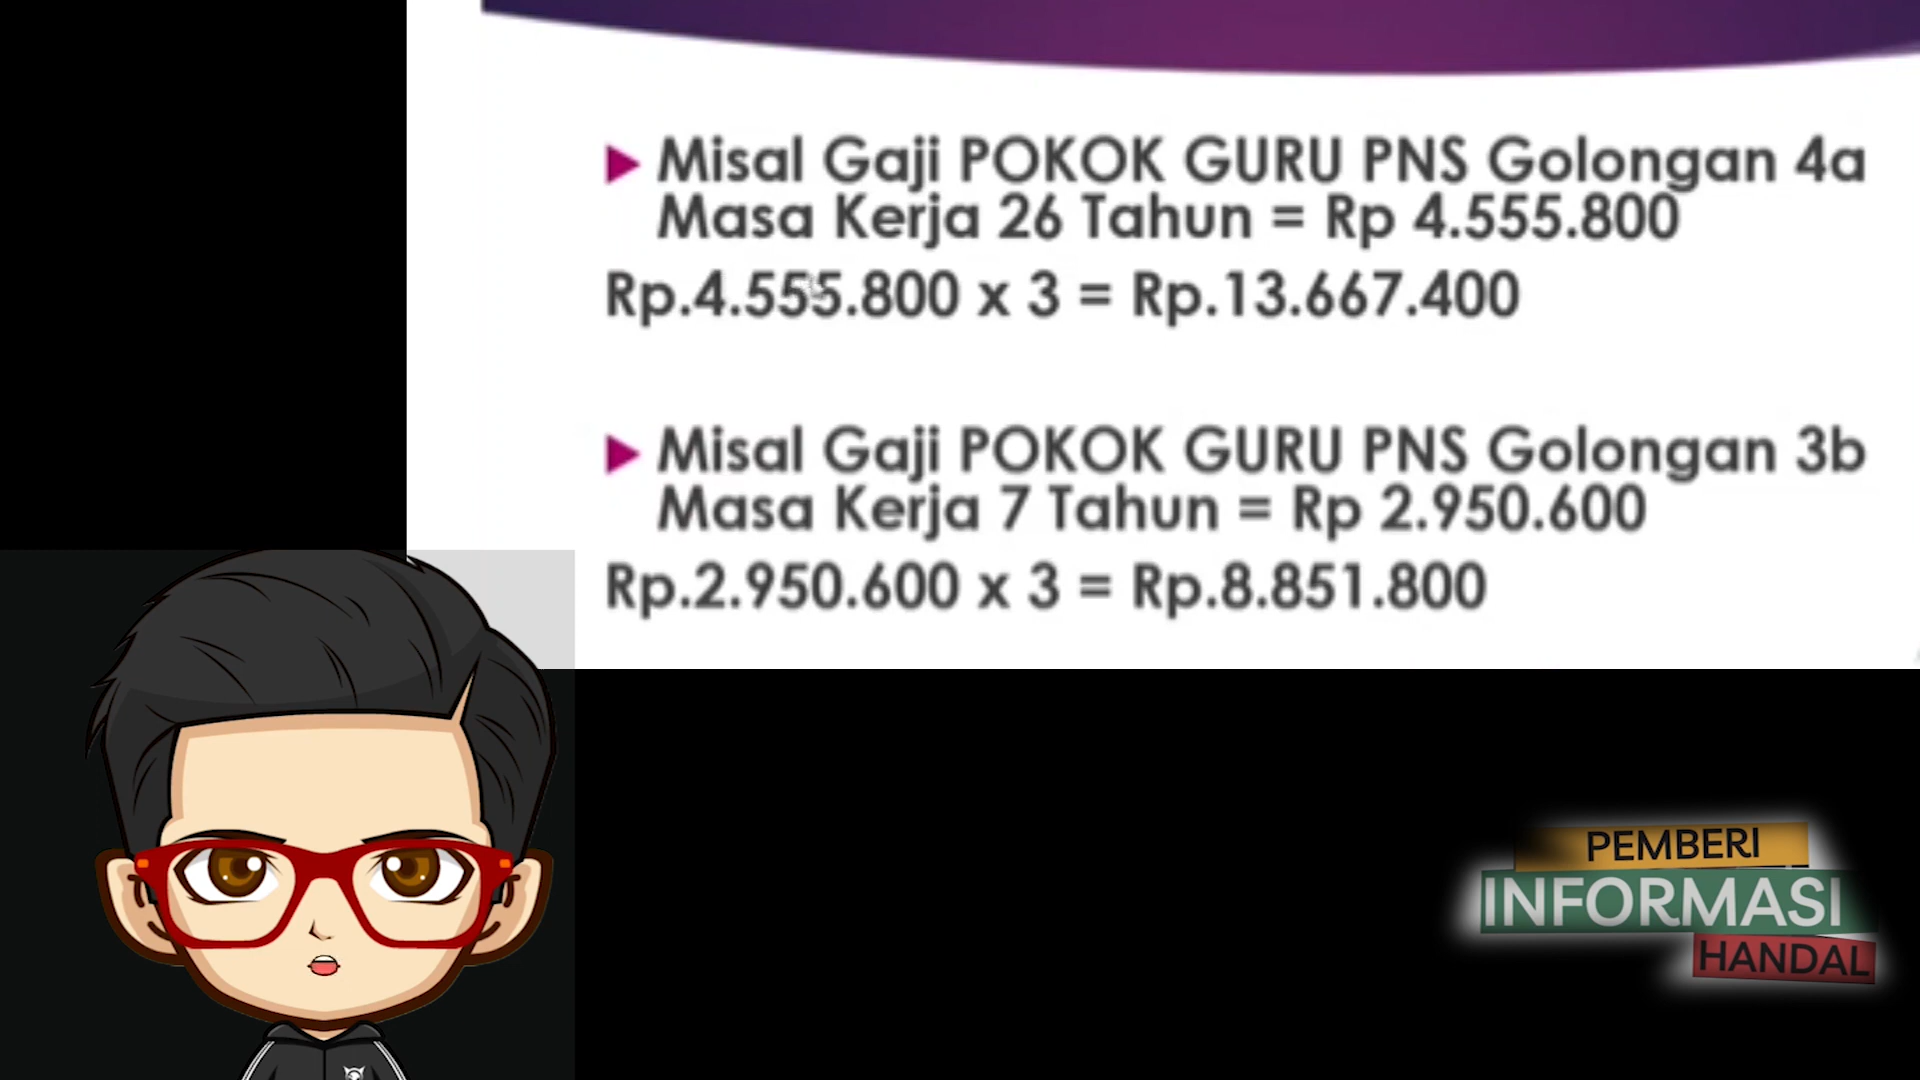 Misal Gaji POKOK GURU PNS Golongan 4a
Masa Kerja 26 Tahun = Rp 4.555.800
Rp.4.555.800 x 3 = Rp.13.667.400
Misal Gaji POKOK GURU PNS Golongan 3b
Masa Kerja 7 Tahun = Rp 2.950.600
Rp.2.950.600 x 3 = Rp.8.851.800
PEMBERI
INFORMASI
HANDAL